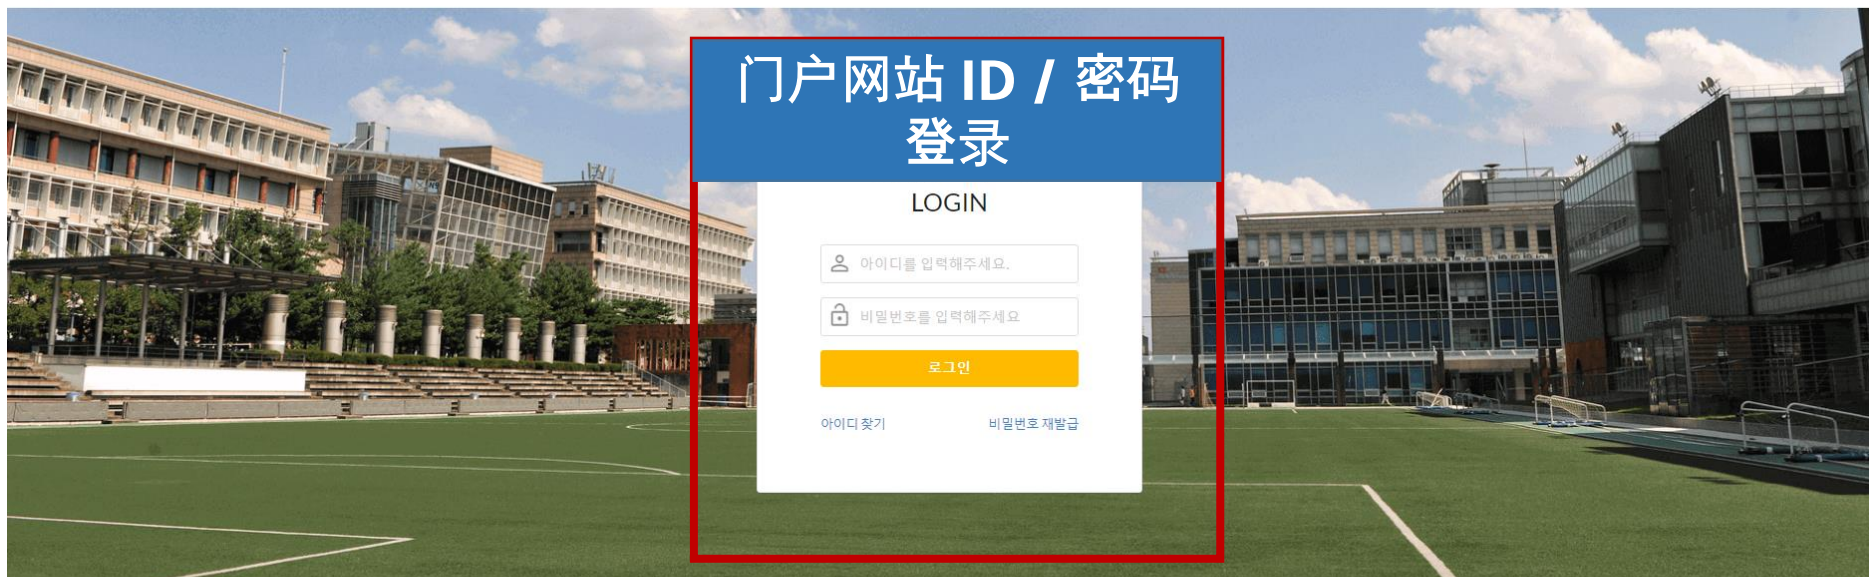 门户网站 ID / 密码
登录
LOGIN
아이디를 입력해주세요.
비밀번호를 입력해주세요
로그인
아이디 찾기 비밀번호 재발급